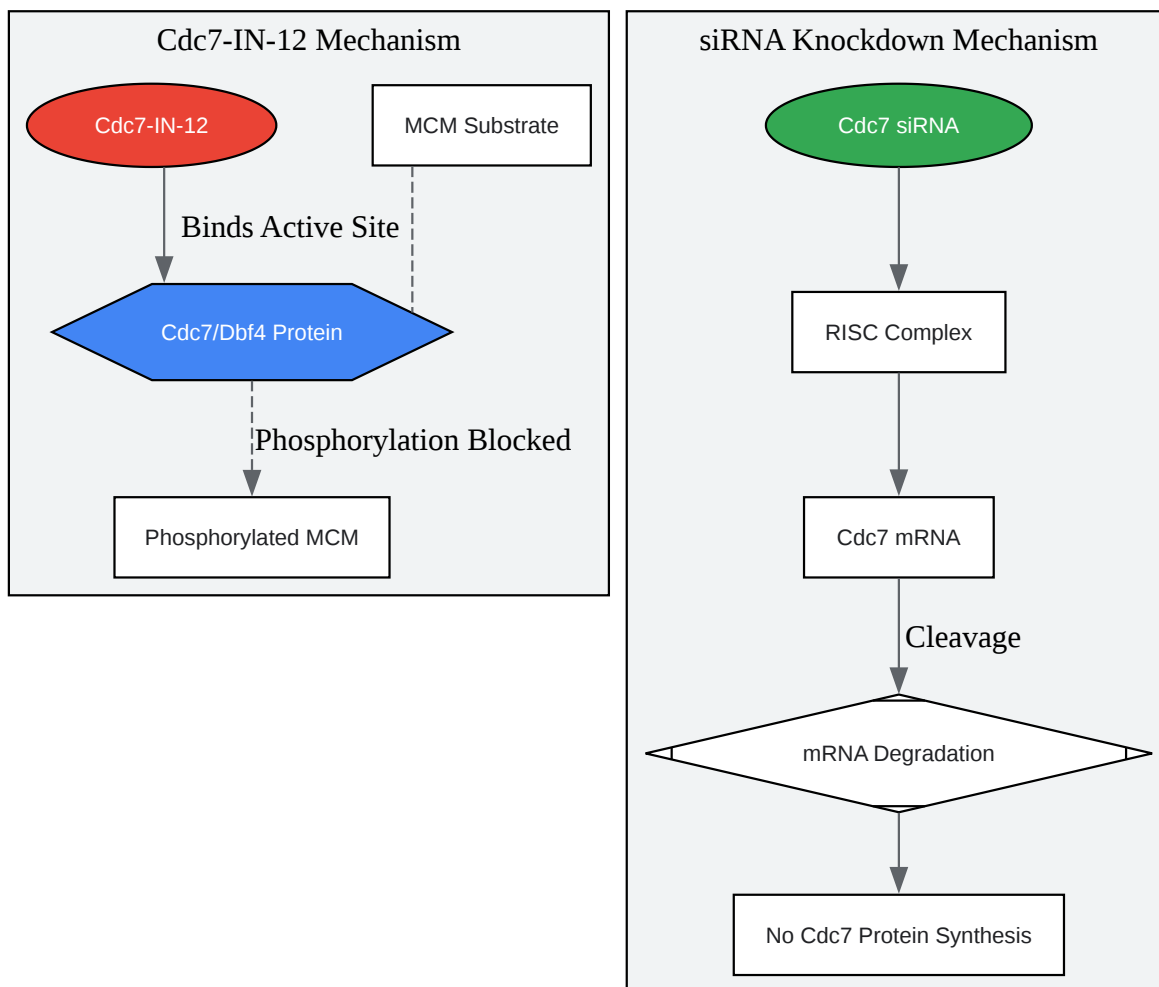 Cdc7-IN-12 Mechanism
Cdc7-IN-12
MCM Substrate
Binds Active Site
Cdc7/Dbf4 Protein
Phosphorylation Blocked
Phosphorylated MCM
siRNA Knockdown Mechanism
Cdc7 siRNA
RISC Complex
Cdc7 mRNA
Cleavage
mRNA Degradation
No Cdc7 Protein Synthesis